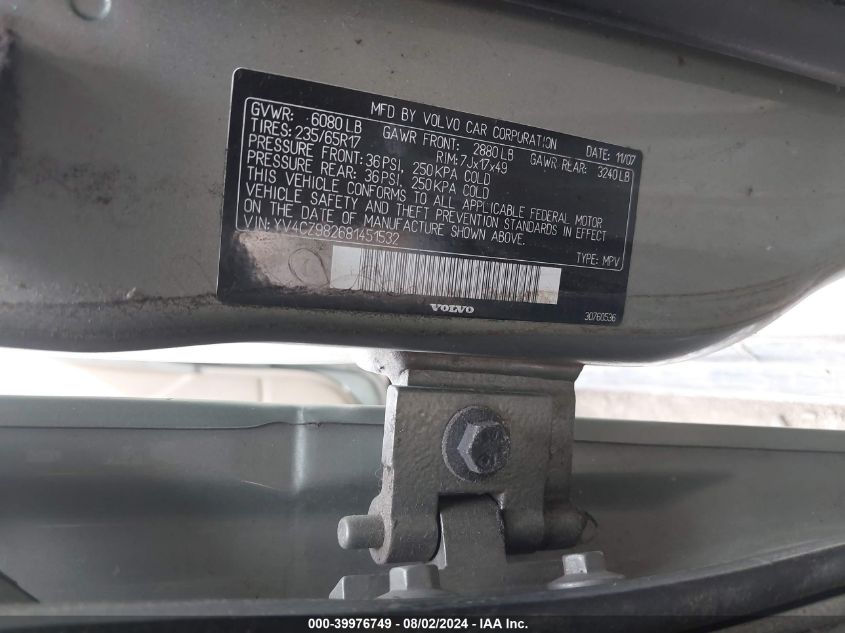 MFD BY VOLVO CAR CORPORATION
GVWR: 6080 LB GAWR FRONT: 2880 LB GAWR REAR: 3240 LB DATE: 11/07
TIRES: 235/65R17 RIM: 7Jx17x49
PRESSURE FRONT: 36 PSI, 250 KPA COLD
PRESSURE REAR: 36 PSI, 250 KPA COLD
THIS VEHICLE CONFORMS TO ALL APPLICABLE FEDERAL MOTOR
VEHICLE SAFETY AND THEFT PREVENTION STANDARDS IN EFFECT
ON THE DATE OF MANUFACTURE SHOWN ABOVE.
VIN: YV4CZ982681451532 TYPE: MPV
VOLVO
30760536
000-39976749 - 08/02/2024 - IAA Inc.